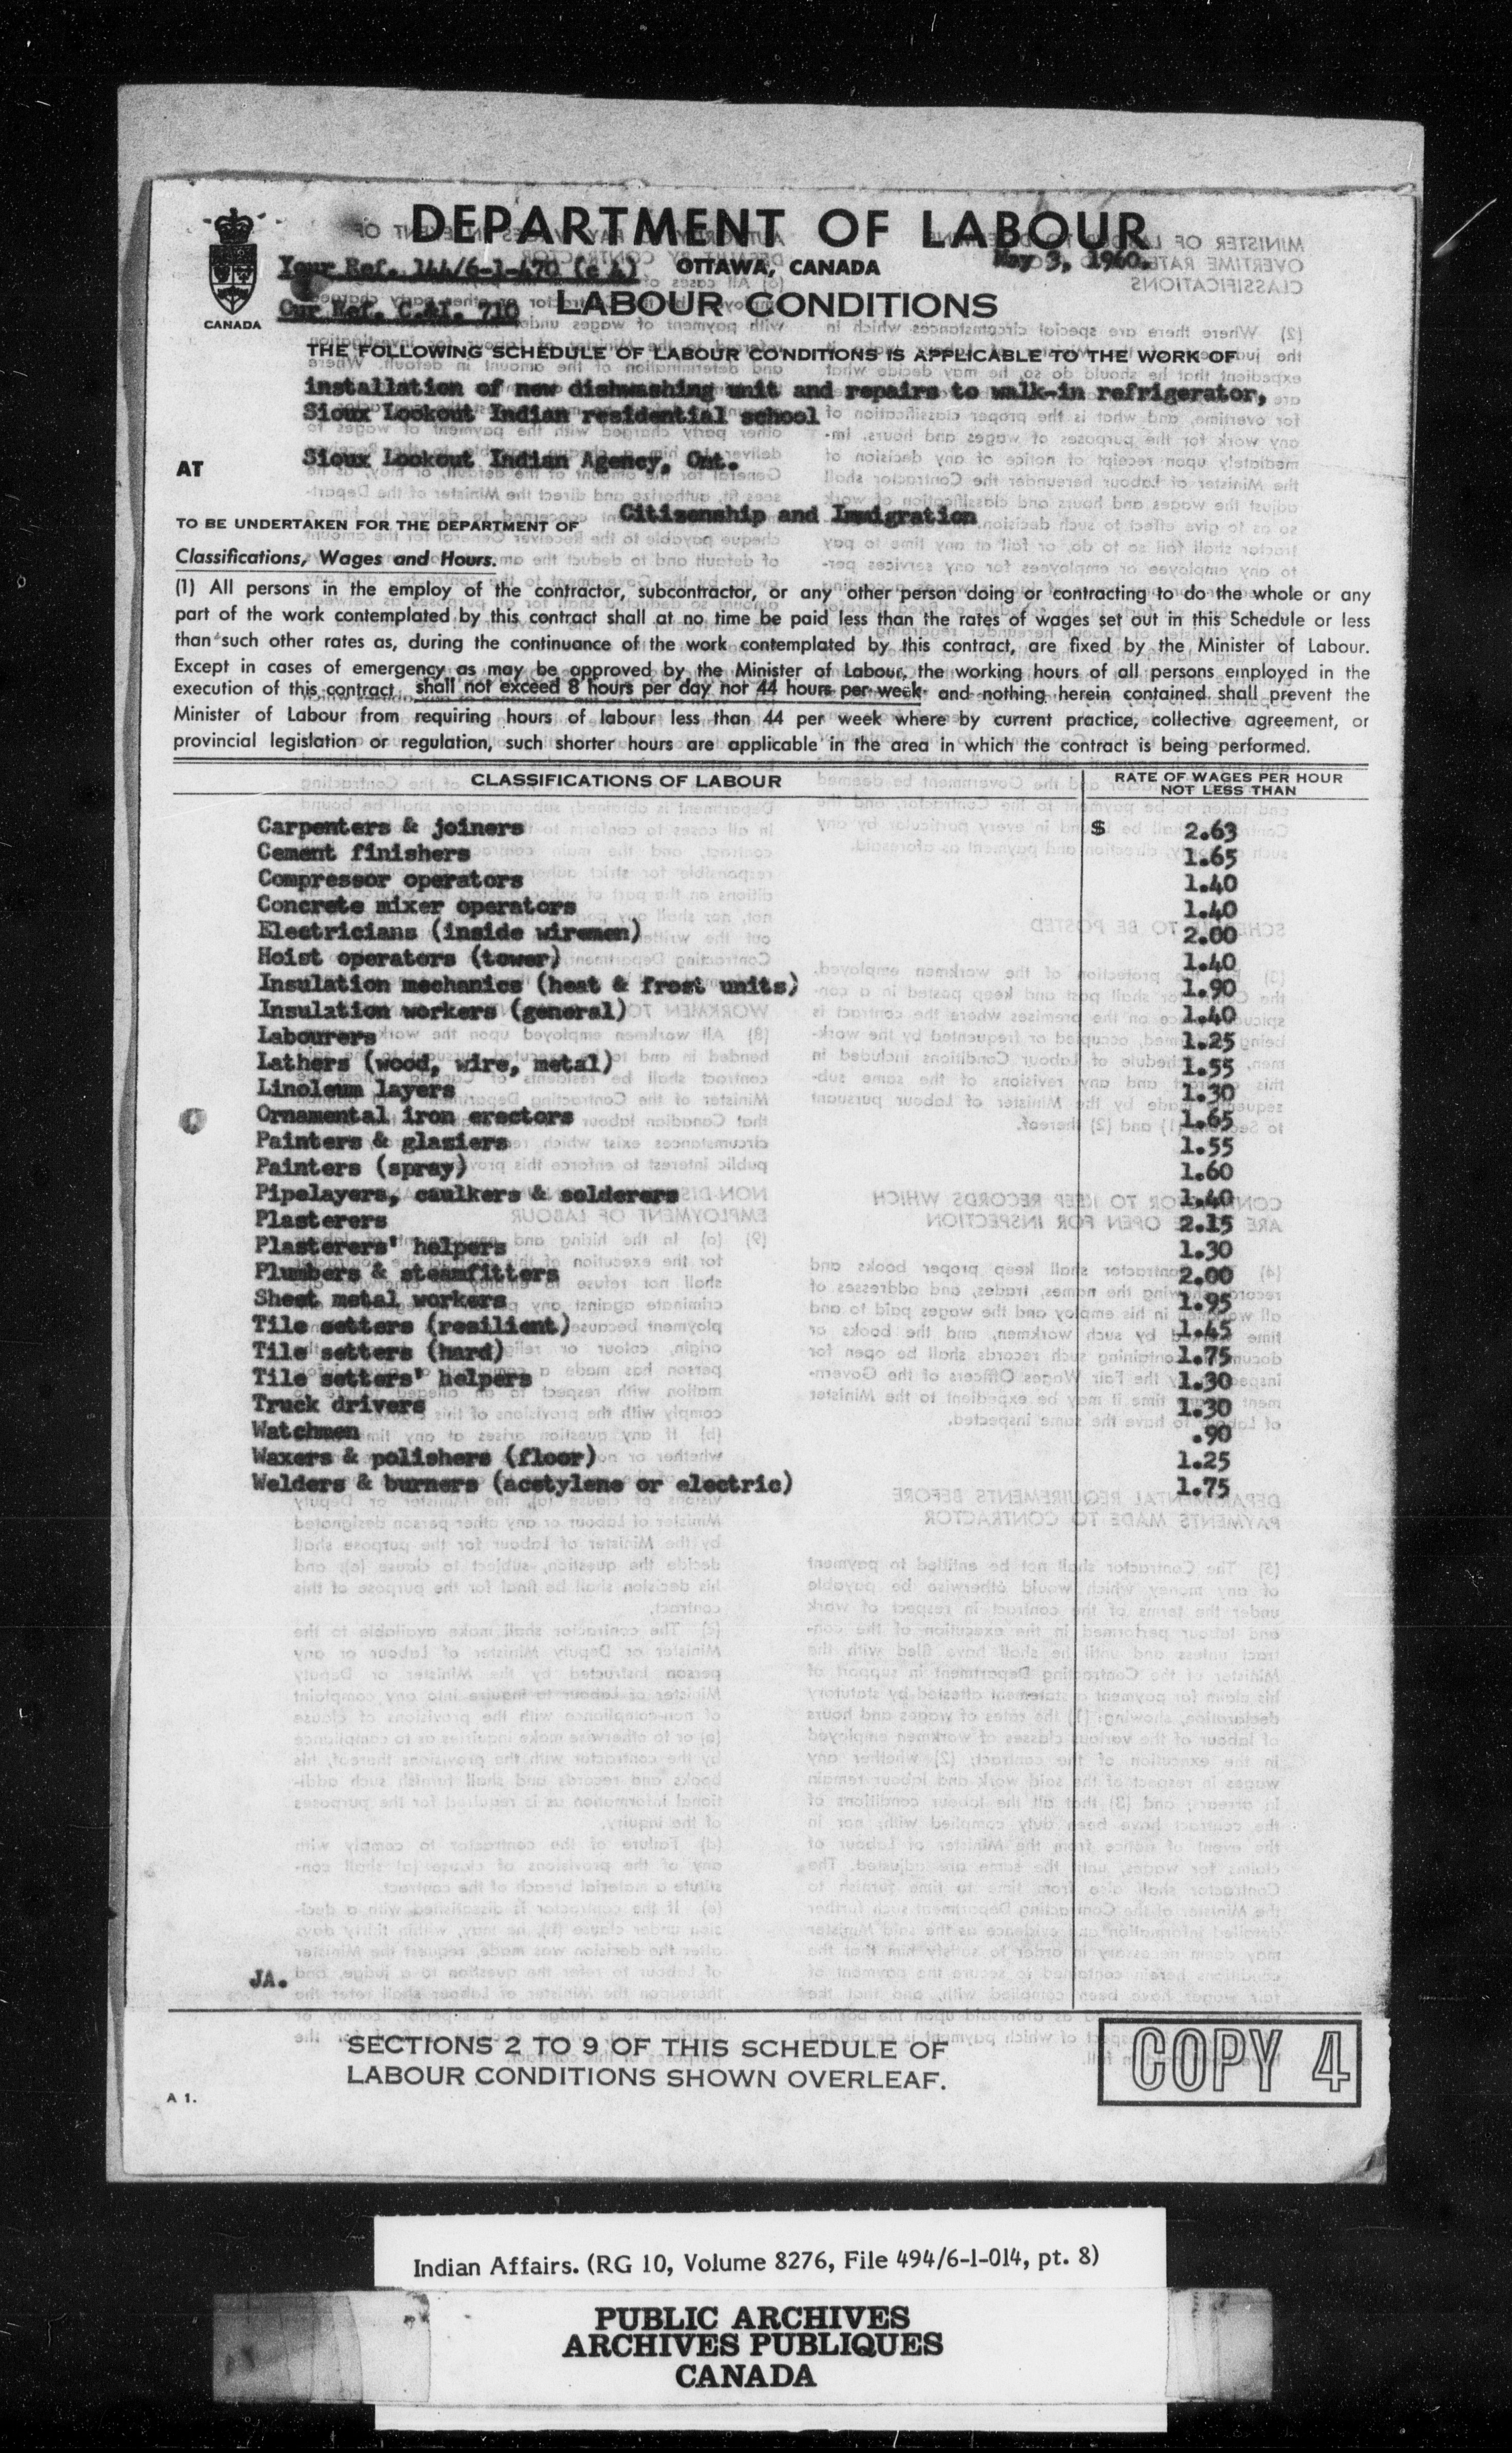 DEPARTMENT OF LABOUR
Your Ref. 144/6-1-470 (c 4) OTTAWA, CANADA May 3, 1960.
Our Ref. C.&I. 710 LABOUR CONDITIONS
CANADA
THE FOLLOWING SCHEDULE OF LABOUR CONDITIONS IS APPLICABLE TO THE WORK OF
installation of new dishwashing unit and repairs to walk-in refrigerator,
Sioux Lookout Indian residential school
AT Sioux Lookout Indian Agency, Ont.
TO BE UNDERTAKEN FOR THE DEPARTMENT OF Citizenship and Immigration
Classifications, Wages and Hours.
(1) All persons in the employ of the contractor, subcontractor, or any other person doing or contracting to do the whole or any
part of the work contemplated by this contract shall at no time be paid less than the rates of wages set out in this Schedule or less
than such other rates as, during the continuance of the work contemplated by this contract, are fixed by the Minister of Labour.
Except in cases of emergency as may be approved by the Minister of Labour, the working hours of all persons employed in the
execution of this contract shall not exceed 8 hours per day nor 44 hours per week and nothing herein contained shall prevent the
Minister of Labour from requiring hours of labour less than 44 per week where by current practice, collective agreement, or
provincial legislation or regulation, such shorter hours are applicable in the area in which the contract is being performed.
CLASSIFICATIONS OF LABOUR RATE OF WAGES PER HOUR
NOT LESS THAN
Carpenters & joiners $ 2.63
Cement finishers 1.65
Compressor operators 1.40
Concrete mixer operators 1.40
Electricians (inside wiremen) 2.00
Hoist operators (tower) 1.40
Insulation mechanics (heat & frost units) 1.90
Insulation workers (general) 1.40
Labourers 1.25
Lathers (wood, wire, metal) 1.55
Linoleum layers 1.30
Ornamental iron erectors 1.65
Painters & glaziers 1.55
Painters (spray) 1.60
Pipelayers, caulkers & solderers 1.40
Plasterers 2.15
Plasterers' helpers 1.30
Plumbers & steamfitters 2.00
Sheet metal workers 1.95
Tile setters (resilient) 1.45
Tile setters (hard) 1.75
Tile setters' helpers 1.30
Truck drivers 1.30
Watchmen .90
Waxers & polishers (floor) 1.25
Welders & burners (acetylene or electric) 1.75
JA.
SECTIONS 2 TO 9 OF THIS SCHEDULE OF
LABOUR CONDITIONS SHOWN OVERLEAF.
COPY 4
A 1.
Indian Affairs. (RG 10, Volume 8276, File 494/6-1-014, pt. 8)
PUBLIC ARCHIVES
ARCHIVES PUBLIQUES
CANADA